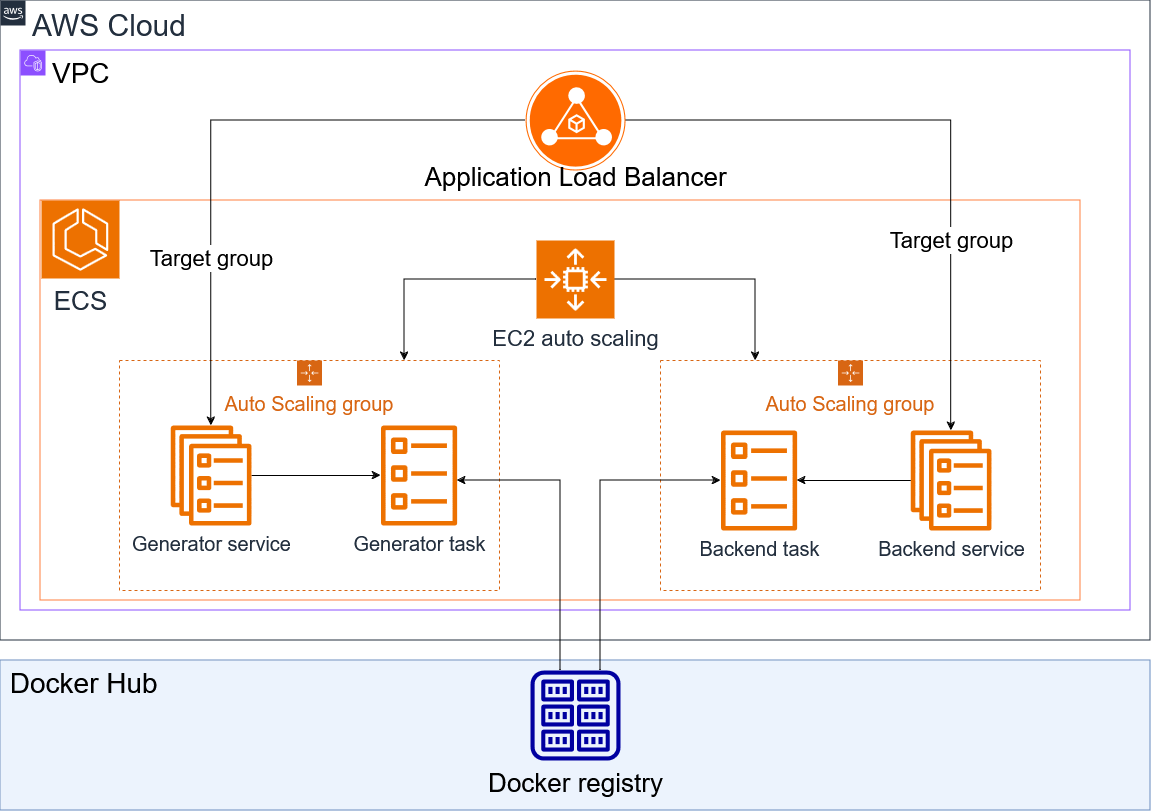 aws
AWS Cloud
VPC
Application Load Balancer
Target group
Target group
ECS
EC2 auto scaling
Auto Scaling group
Auto Scaling group
Generator service
Generator task
Backend task
Backend service
Docker Hub
Docker registry